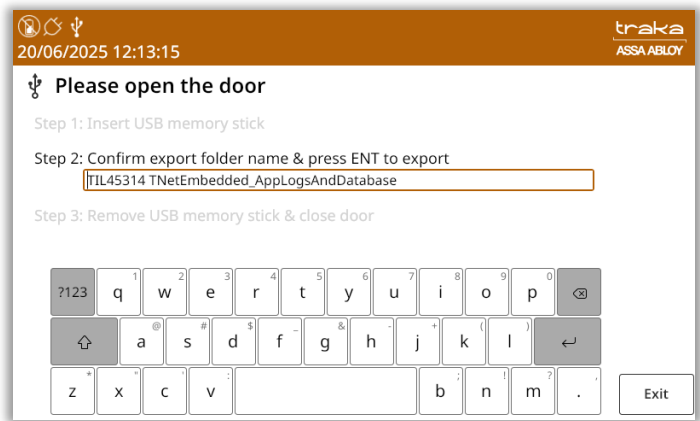 traka
20/06/2025 12:13:15
ASSA ABLOY
Please open the door
Step 1: Insert USB memory stick
Step 2: Confirm export folder name & press ENT to export
TIL45314 TNetEmbedded_AppLogsAndDatabase
Step 3: Remove USB memory stick & close door
?123 q 1 w 2 e 3 r 4 t 5 y 6 u 7 i 8 o 9 p 0
a @ s # d $ f _ g & h - j + k ( l )
z * x " c ' v : b ; n ! m ? . ,
Exit